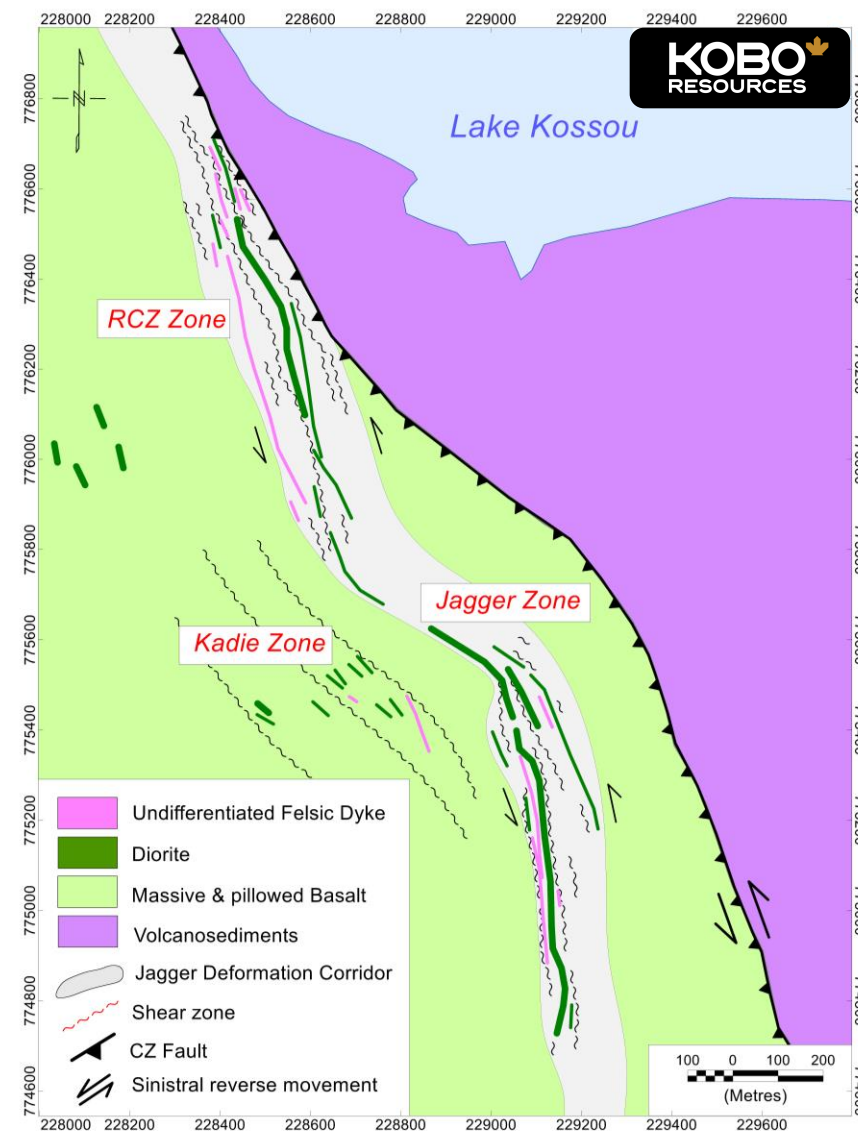 228000 228200 228400 228600 228800 229000 229200 229400 229600
KOBO
RESOURCES
Lake Kossou
776800
776600
776400
776200
776000
775800
775600
775400
775200
775000
774800
774600
N
RCZ Zone
Jagger Zone
Kadie Zone
Undifferentiated Felsic Dyke
Diorite
Massive & pillowed Basalt
Volcanosediments
Jagger Deformation Corridor
Shear zone
CZ Fault
Sinistral reverse movement
100 0 100 200
(Metres)
228000 228200 228400 228600 228800 229000 229200 229400 229600